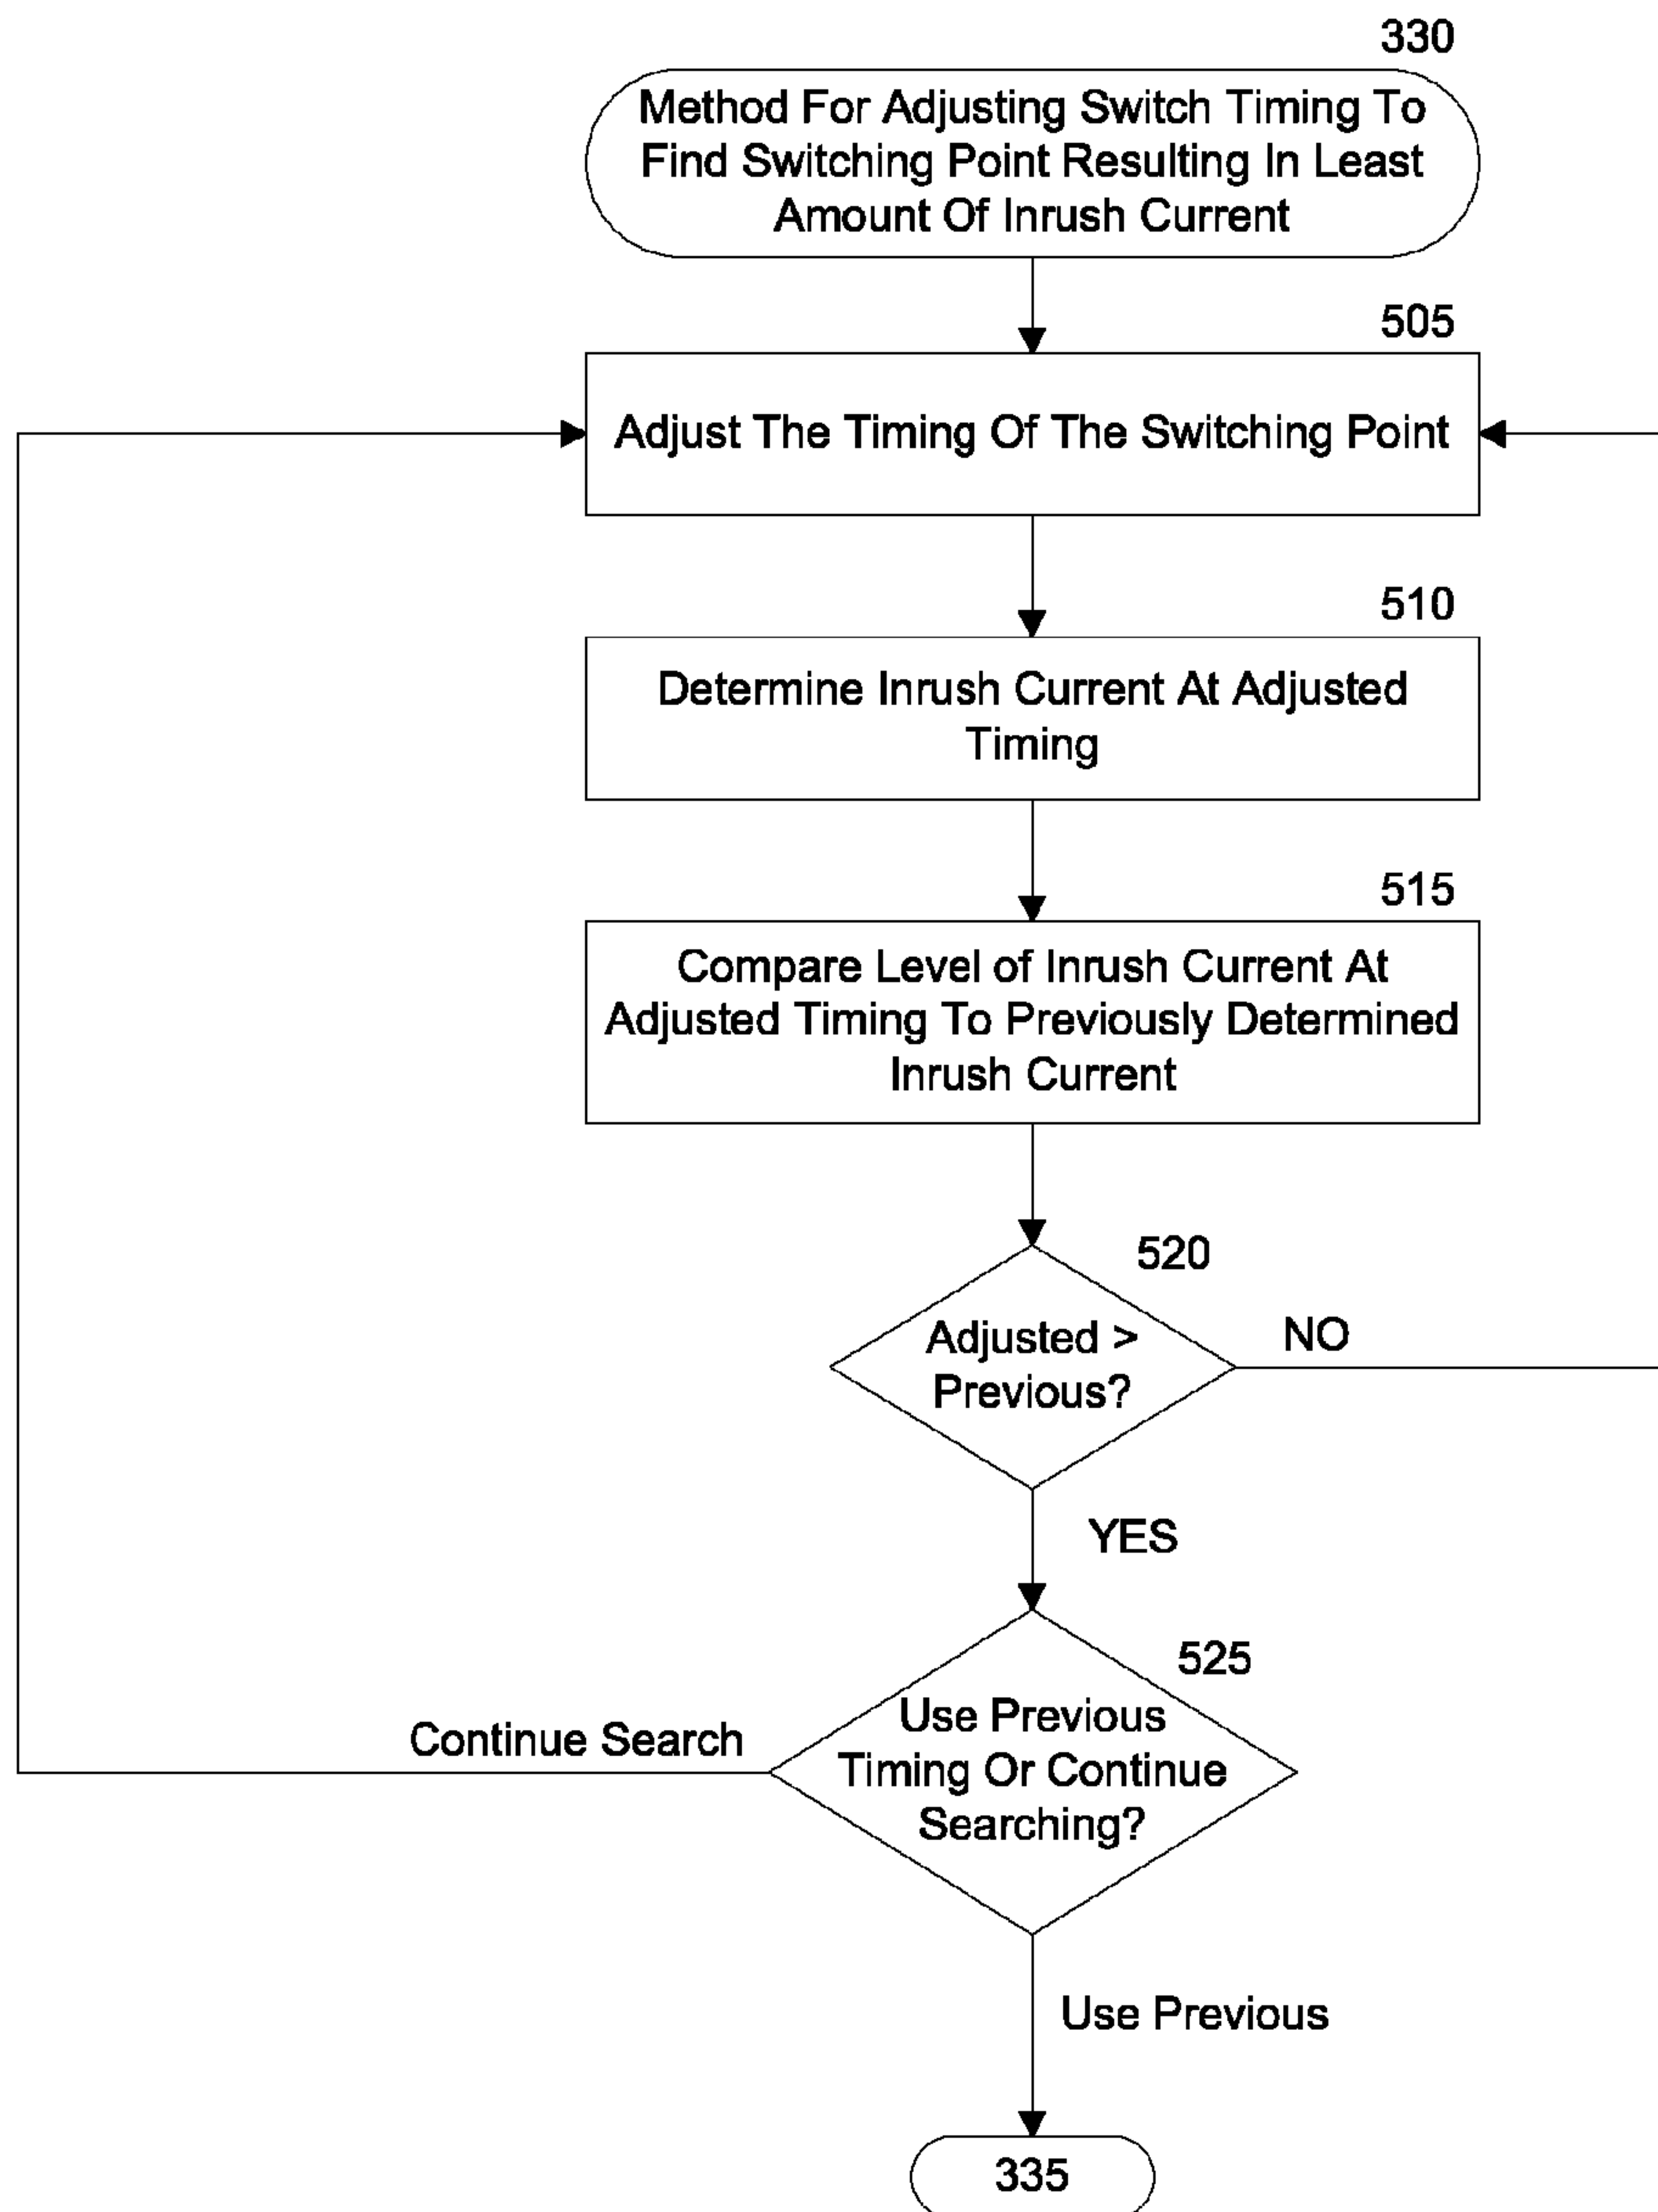 330
Method For Adjusting Switch Timing To
Find Switching Point Resulting In Least
Amount Of Inrush Current
505
Adjust The Timing Of The Switching Point
510
Determine Inrush Current At Adjusted
Timing
515
Compare Level of Inrush Current At
Adjusted Timing To Previously Determined
Inrush Current
520
Adjusted >
Previous?
NO
YES
525
Use Previous
Timing Or Continue
Searching?
Continue Search
Use Previous
335